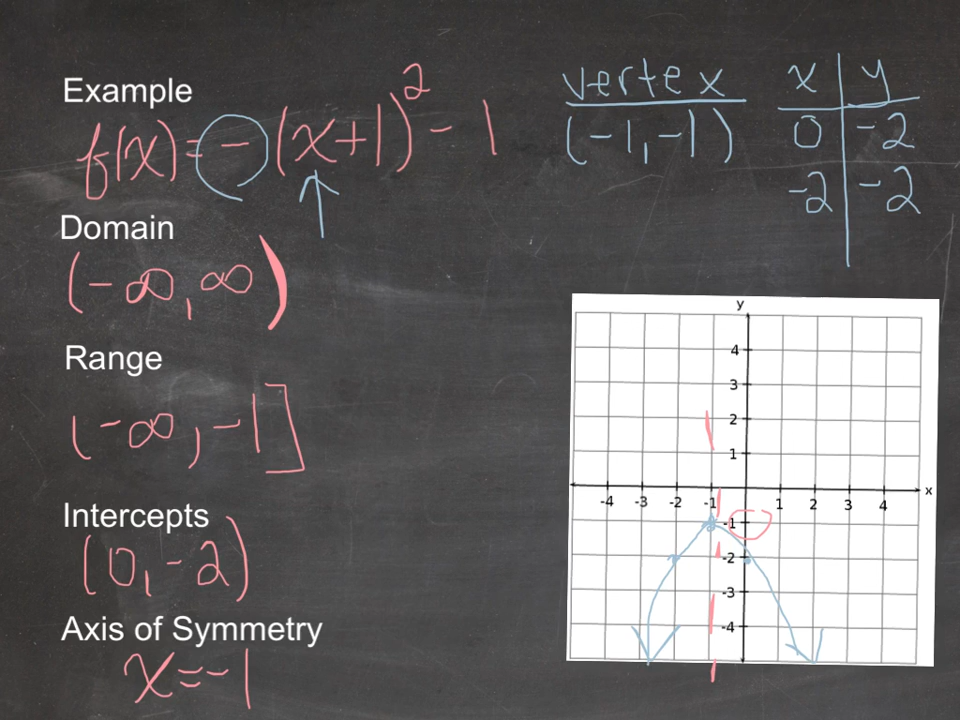 Example
f(x) = -(x+1)^2 - 1
Domain
(-∞, ∞)
Range
(-∞, -1]
Intercepts
(0, -2)
Axis of Symmetry
x = -1
vertex
(-1, -1)
x y
0 -2
-2 -2
y
4
3
2
1
-4 -3 -2 -1 1 2 3 4 x
-1
-2
-3
-4